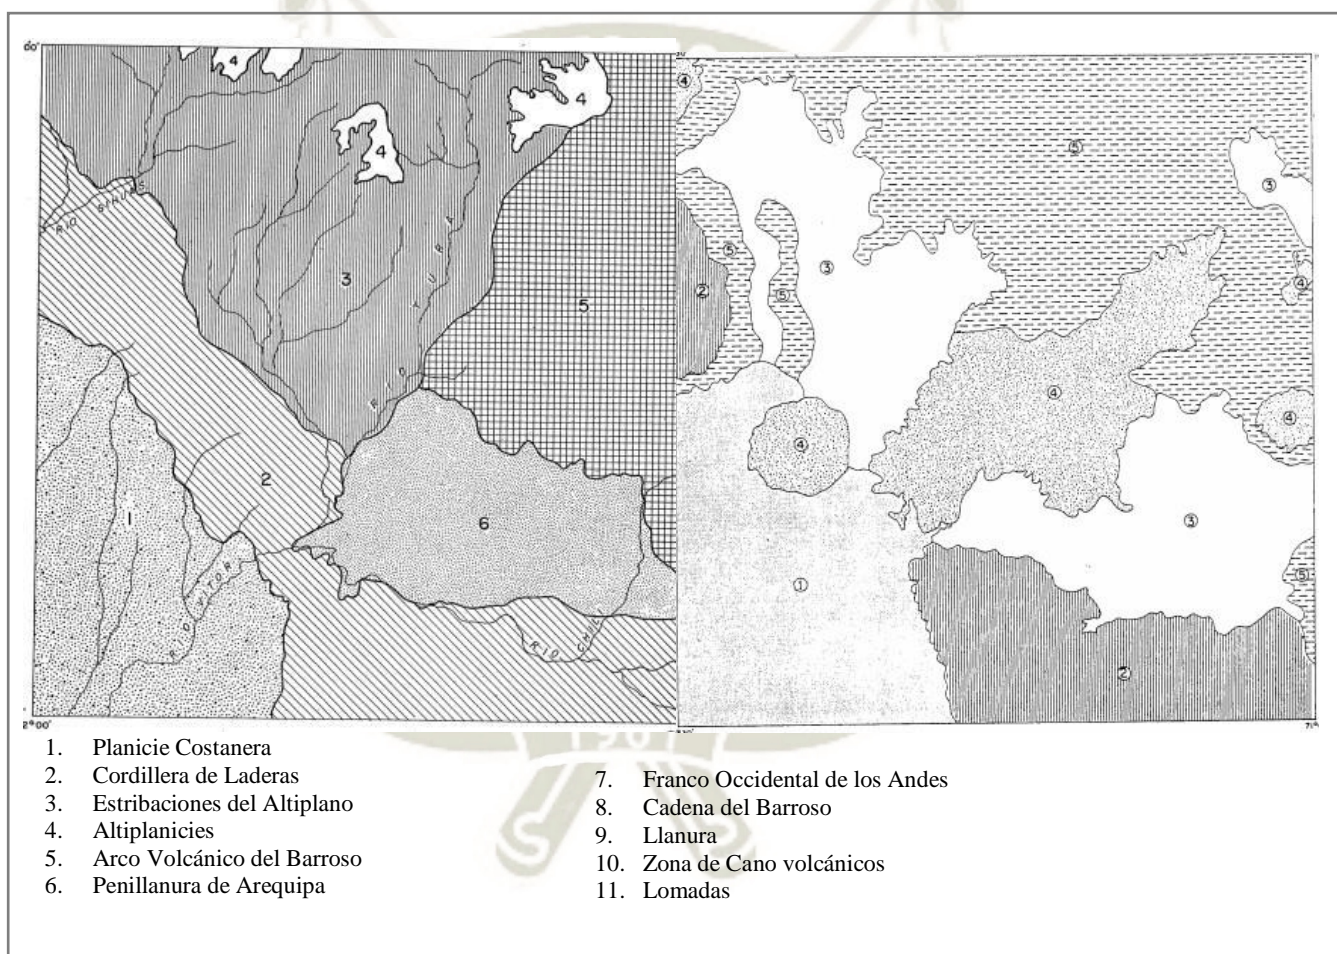 00°
4
4
4
RIO SIHUAS
3
RIO YURA
5
2
1
6
RIO VITOR
RIO CHILI
2°00'
4
5
3
5
3
2
5
4
4
4
4
3
1
5
2
71°
1. Planicie Costanera
2. Cordillera de Laderas
3. Estribaciones del Altiplano
4. Altiplanicies
5. Arco Volcánico del Barroso
6. Penillanura de Arequipa
7. Franco Occidental de los Andes
8. Cadena del Barroso
9. Llanura
10. Zona de Cano volcánicos
11. Lomadas